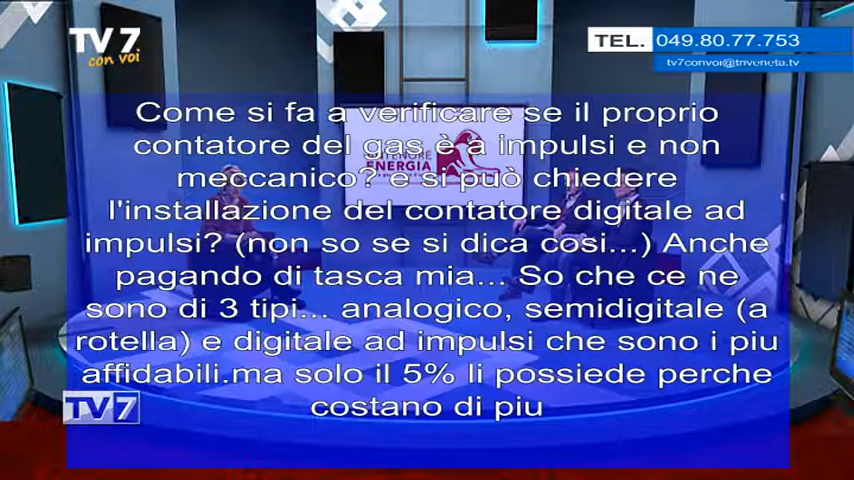 TV7
con voi
TEL. 049.80.77.753
tv7convoi@triveneta.tv
ENERGIA
Come si fa a verificare se il proprio
contatore del gas è a impulsi e non
meccanico? e si può chiedere
l'installazione del contatore digitale ad
impulsi? (non so se si dica cosi...) Anche
pagando di tasca mia... So che ce ne
sono di 3 tipi... analogico, semidigitale (a
rotella) e digitale ad impulsi che sono i piu
affidabili.ma solo il 5% li possiede perche
costano di piu
TV7